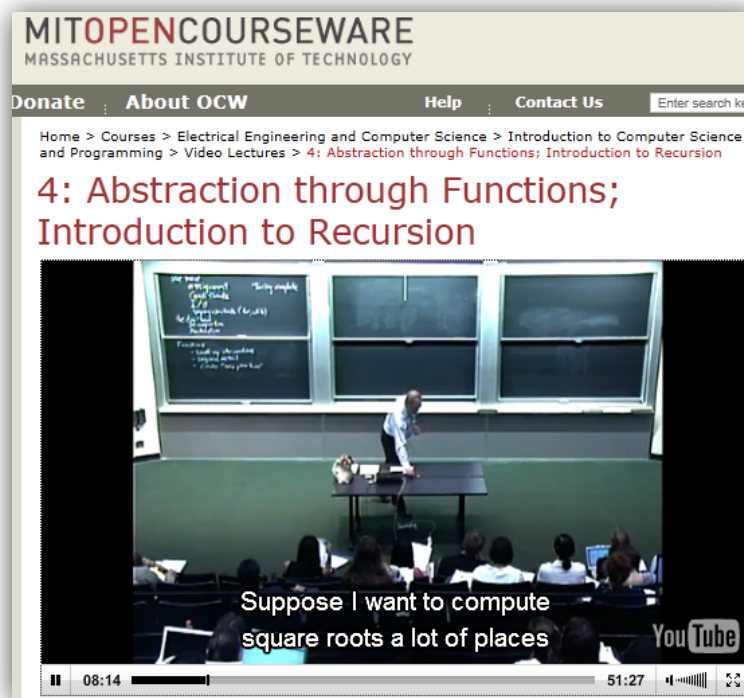 MITOPENCOURSEWARE
MASSACHUSETTS INSTITUTE OF TECHNOLOGY
Donate About OCW Help Contact Us Enter search ke
Home > Courses > Electrical Engineering and Computer Science > Introduction to Computer Science
and Programming > Video Lectures > 4: Abstraction through Functions; Introduction to Recursion
4: Abstraction through Functions;
Introduction to Recursion
Suppose I want to compute
square roots a lot of places
YouTube
08:14 51:27